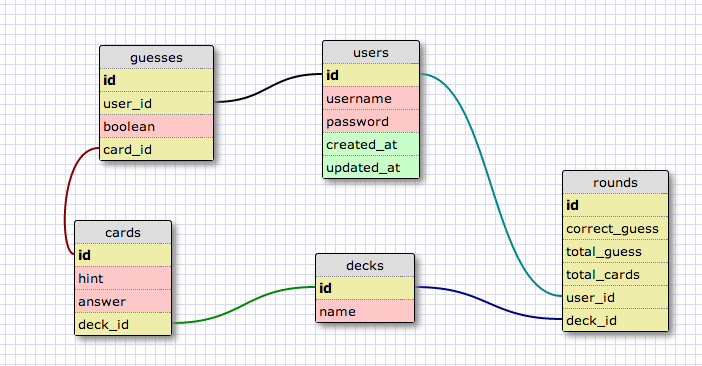 guesses
id
user_id
boolean
card_id
users
id
username
password
created_at
updated_at
rounds
id
correct_guess
total_guess
total_cards
user_id
deck_id
cards
id
hint
answer
deck_id
decks
id
name